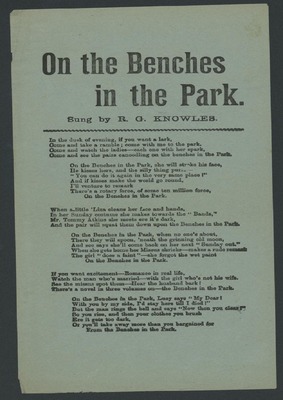 On the Benches
in the Park.
Sung by R. G. KNOWLES.
In the dusk of evening, if you want a lark,
Come and take a ramble; come with me to the park,
Come and watch the ladies—each one with her spark,
Come and see the pairs canoodling on the benches in the Park.
On the Benches in the Park, she will stroke his face,
He kisses hers, and the silly thing says—
"You can do it again in the very same place!"
And if kisses make the world go round,
I'll venture to remark
There's a rotary force, of some ten million force,
On the Benches in the Park.
When a little 'Liza cleans her face and hands,
In her Sunday costume she makes towards the "Bands,"
Mr. Tommy Atkins she meets see it's dark,
And the pair will squat them down upon the Benches in the Park.
On the Benches in the Park, when no one's about,
There they will spoon, 'neath the grinning old moon,
And he says she'll come back on her next "Sunday out,"
When she gets home her Missus
The girl "does a faint"—she forgot the wet paint
On the Benches in the Park.
If you want excitement—Romance in real life,
Watch the man who's married—with the girl who's not his wife.
See the sitters spot them—Hear the husband bark!
There's a novel in three volumes on—the Benches in the Park.
On the Benches in the Park, Lucy says "My Dear!
With you by my side, I'd stay here till I died!"
But the man rings the bell and says "Now then you clear!"
So you rise, and then your clothes you brush
Ere it gets too dark,
Or you'll take away more than you bargained for
From the Benches in the Park.